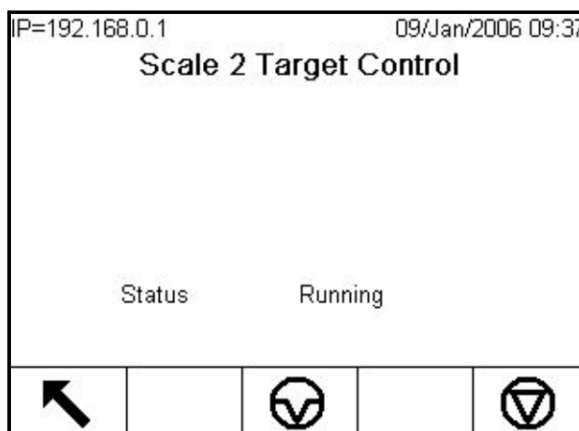 IP=192.168.0.1 09/Jan/2006 09:37
Scale 2 Target Control
Status Running